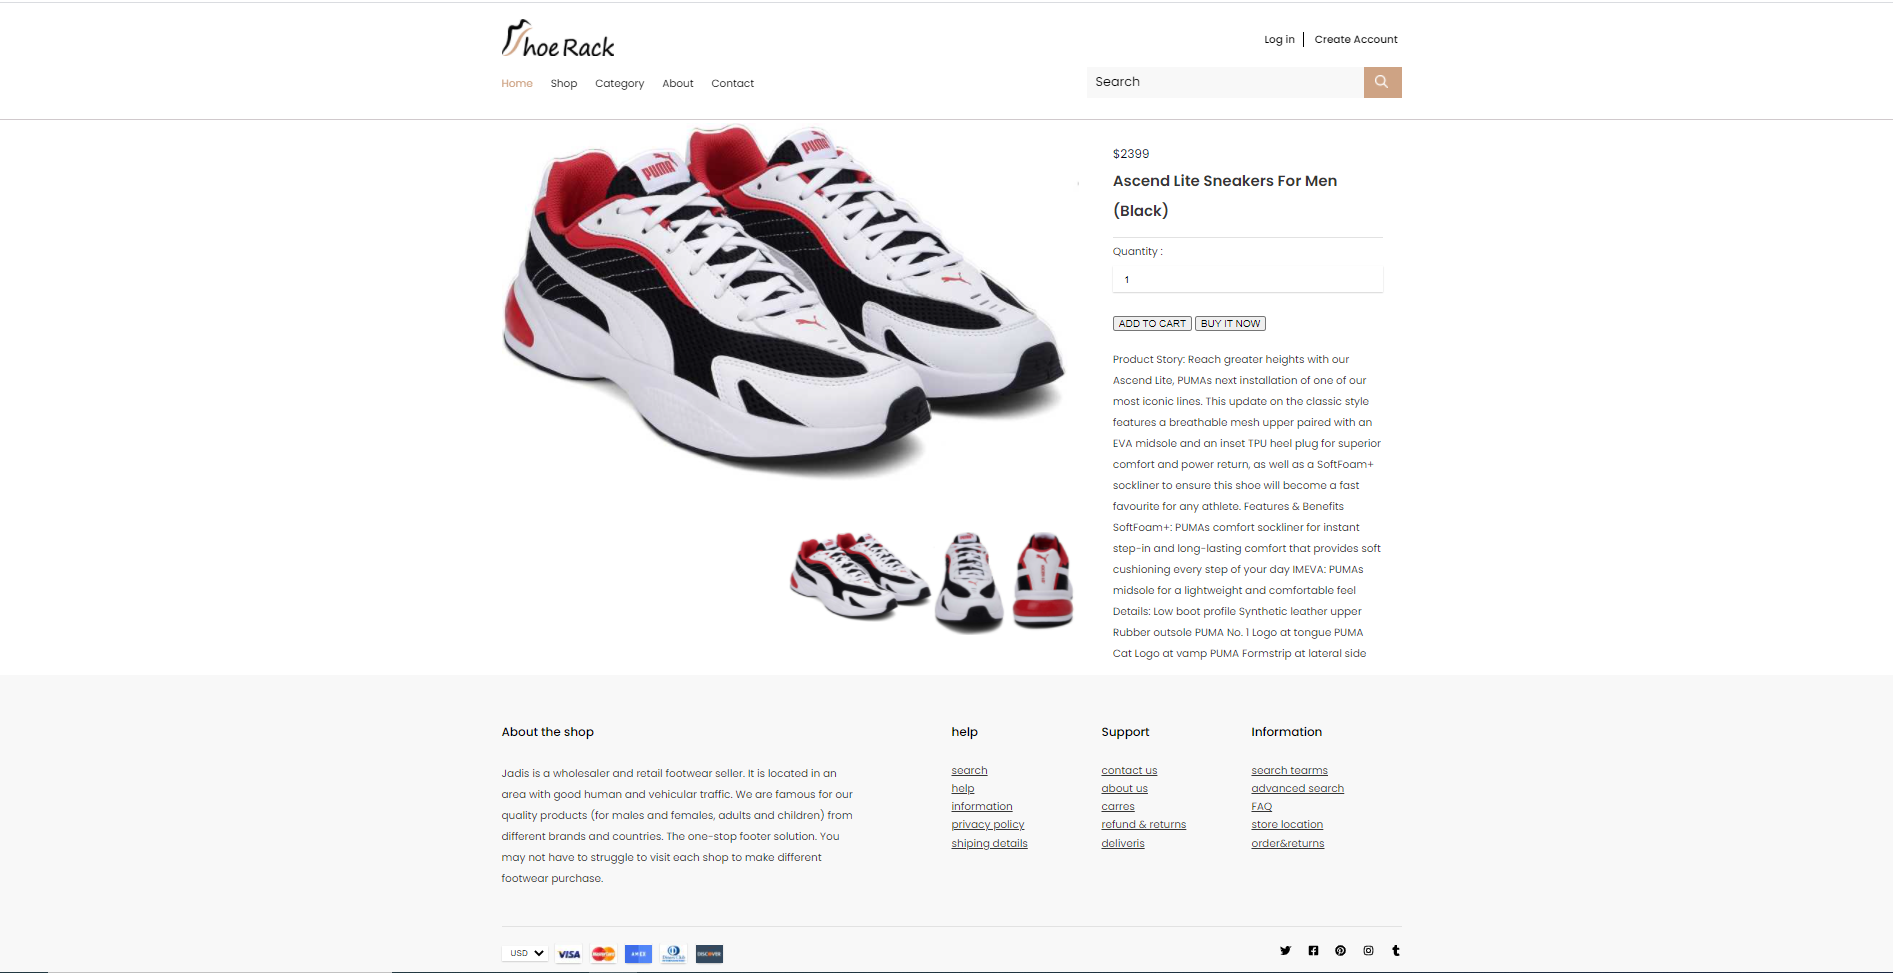 hoe Rack
Log in
Create Account
Home
Shop
Category
About
Contact
Search
PUMA
PUMA
$2399
Ascend Lite Sneakers For Men
(Black)
Quantity :
1
ADD TO CART
BUY IT NOW
Product Story: Reach greater heights with our
Ascend Lite, PUMAs next installation of one of our
most iconic lines. This update on the classic style
features a breathable mesh upper paired with an
EVA midsole and an inset TPU heel plug for superior
comfort and power return, as well as a SoftFoam+
sockliner to ensure this shoe will become a fast
favourite for any athlete. Features & Benefits
SoftFoam+: PUMAs comfort sockliner for instant
step-in and long-lasting comfort that provides soft
cushioning every step of your day IMEVA: PUMAs
midsole for a lightweight and comfortable feel
Details: Low boot profile Synthetic leather upper
Rubber outsole PUMA No. 1 Logo at tongue PUMA
Cat Logo at vamp PUMA Formstrip at lateral side
About the shop
Jadis is a wholesaler and retail footwear seller. It is located in an
area with good human and vehicular traffic. We are famous for our
quality products (for males and females, adults and children) from
different brands and countries. The one-stop footer solution. You
may not have to struggle to visit each shop to make different
footwear purchase.
help
search
help
information
privacy policy
shiping details
Support
contact us
about us
carres
refund & returns
deliveris
Information
search tearms
advanced search
FAQ
store location
order&returns
USD
VISA
MasterCard
AMEX
Diners Club
DISCOVER